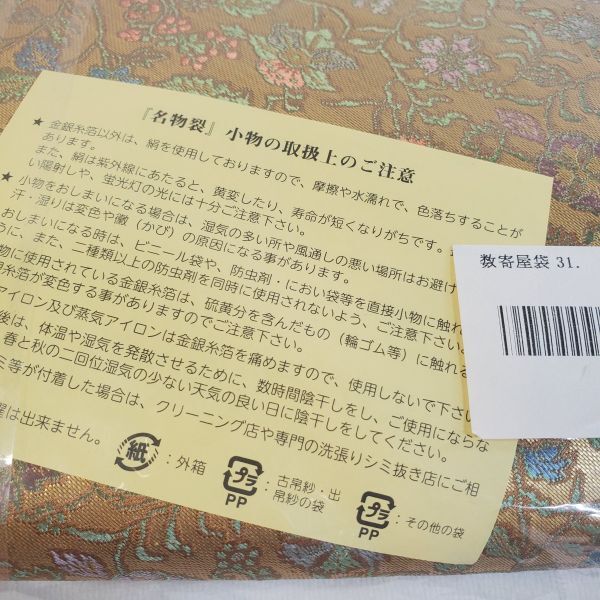 『名物裂』小物の取扱上のご注意
★ 金銀糸箔以外は、絹を使用しておりますので、摩擦や水濡れで、色落ちすることが
あります。
また、絹は紫外線にあたると、黄変したり、寿命が短くなりがちです。
い陽射しや、蛍光灯の光には十分ご注意下さい。
★ 小物をおしまいになる場合は、湿気の多い所や風通しの悪い場所はお避け
汗・湿りは変色や黴(かび)の原因になる事があります。
おしまいになる時は、ビニール袋や、防虫剤・におい袋等を直接小物に触れ
うに、また、二種類以上の防虫剤を同時に使用されないよう、ご注意下さい。
物に使用されている金銀糸箔は、硫黄分を含んだもの(輪ゴム等)に触れる
糸箔が変色する事がありますのでご注意下さい。
アイロン及び蒸気アイロンは金銀糸箔を痛めますので、使用しないで下さい
後は、体温や湿気を発散させるために、数時間陰干しをし、ご使用にならな
春と秋の二回位湿気の少ない天気の良い日に陰干しをしてください。
ミ等が付着した場合は、クリーニング店や専門の洗張りシミ抜き店にご相
は出来ません。
紙 :外箱
プラ PP :古帛紗・出帛紗の袋
プラ PP :その他の袋
数寄屋袋 31.